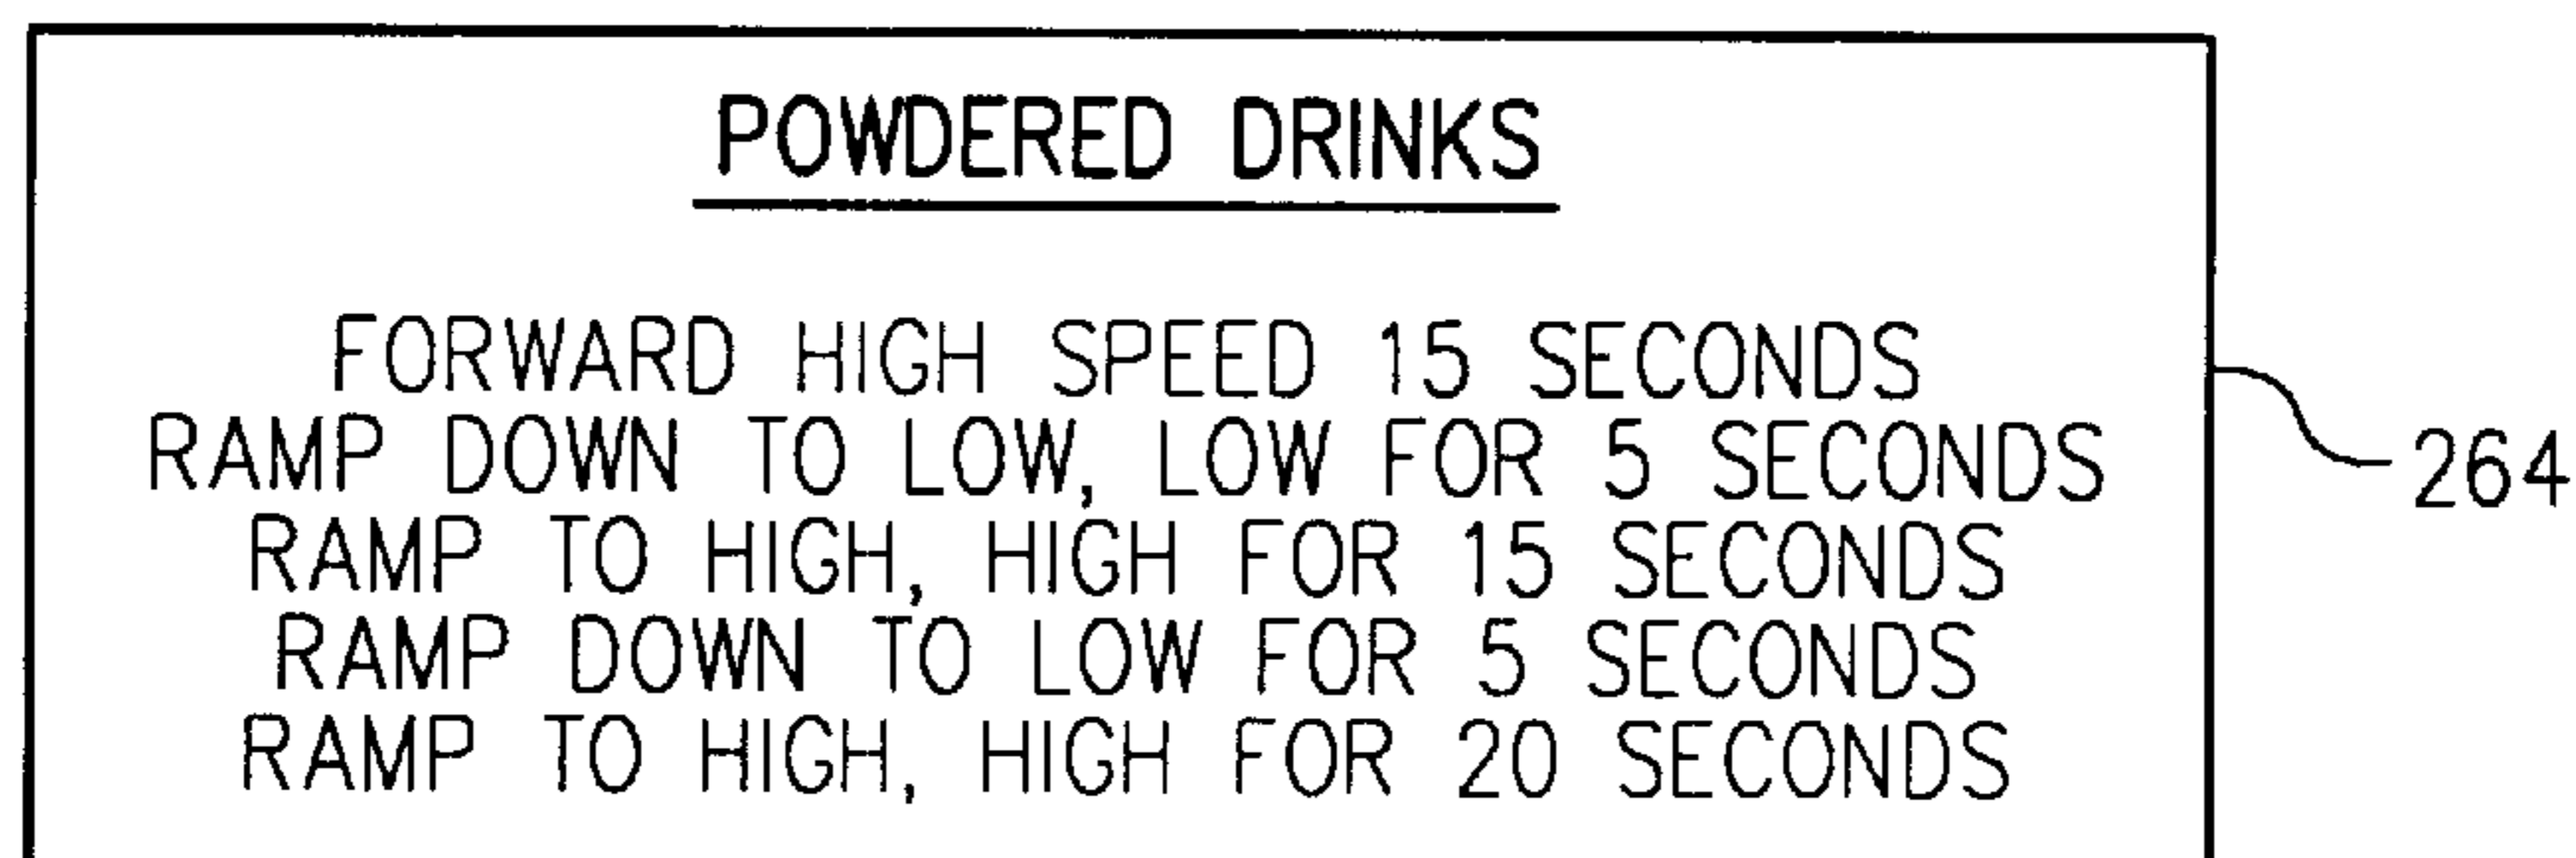 POWDERED DRINKS
FORWARD HIGH SPEED 15 SECONDS
RAMP DOWN TO LOW, LOW FOR 5 SECONDS
RAMP TO HIGH, HIGH FOR 15 SECONDS
RAMP DOWN TO LOW FOR 5 SECONDS
RAMP TO HIGH, HIGH FOR 20 SECONDS
264